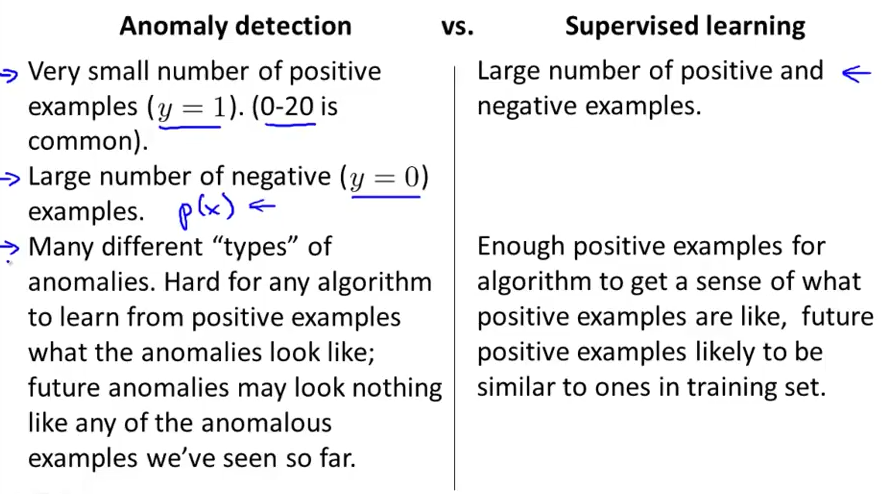 Anomaly detection vs. Supervised learning
Very small number of positive
examples (y = 1). (0-20 is
common).
Large number of negative (y = 0)
examples. p(x)
Many different “types” of
anomalies. Hard for any algorithm
to learn from positive examples
what the anomalies look like;
future anomalies may look nothing
like any of the anomalous
examples we’ve seen so far.
Large number of positive and
negative examples.
Enough positive examples for
algorithm to get a sense of what
positive examples are like, future
positive examples likely to be
similar to ones in training set.